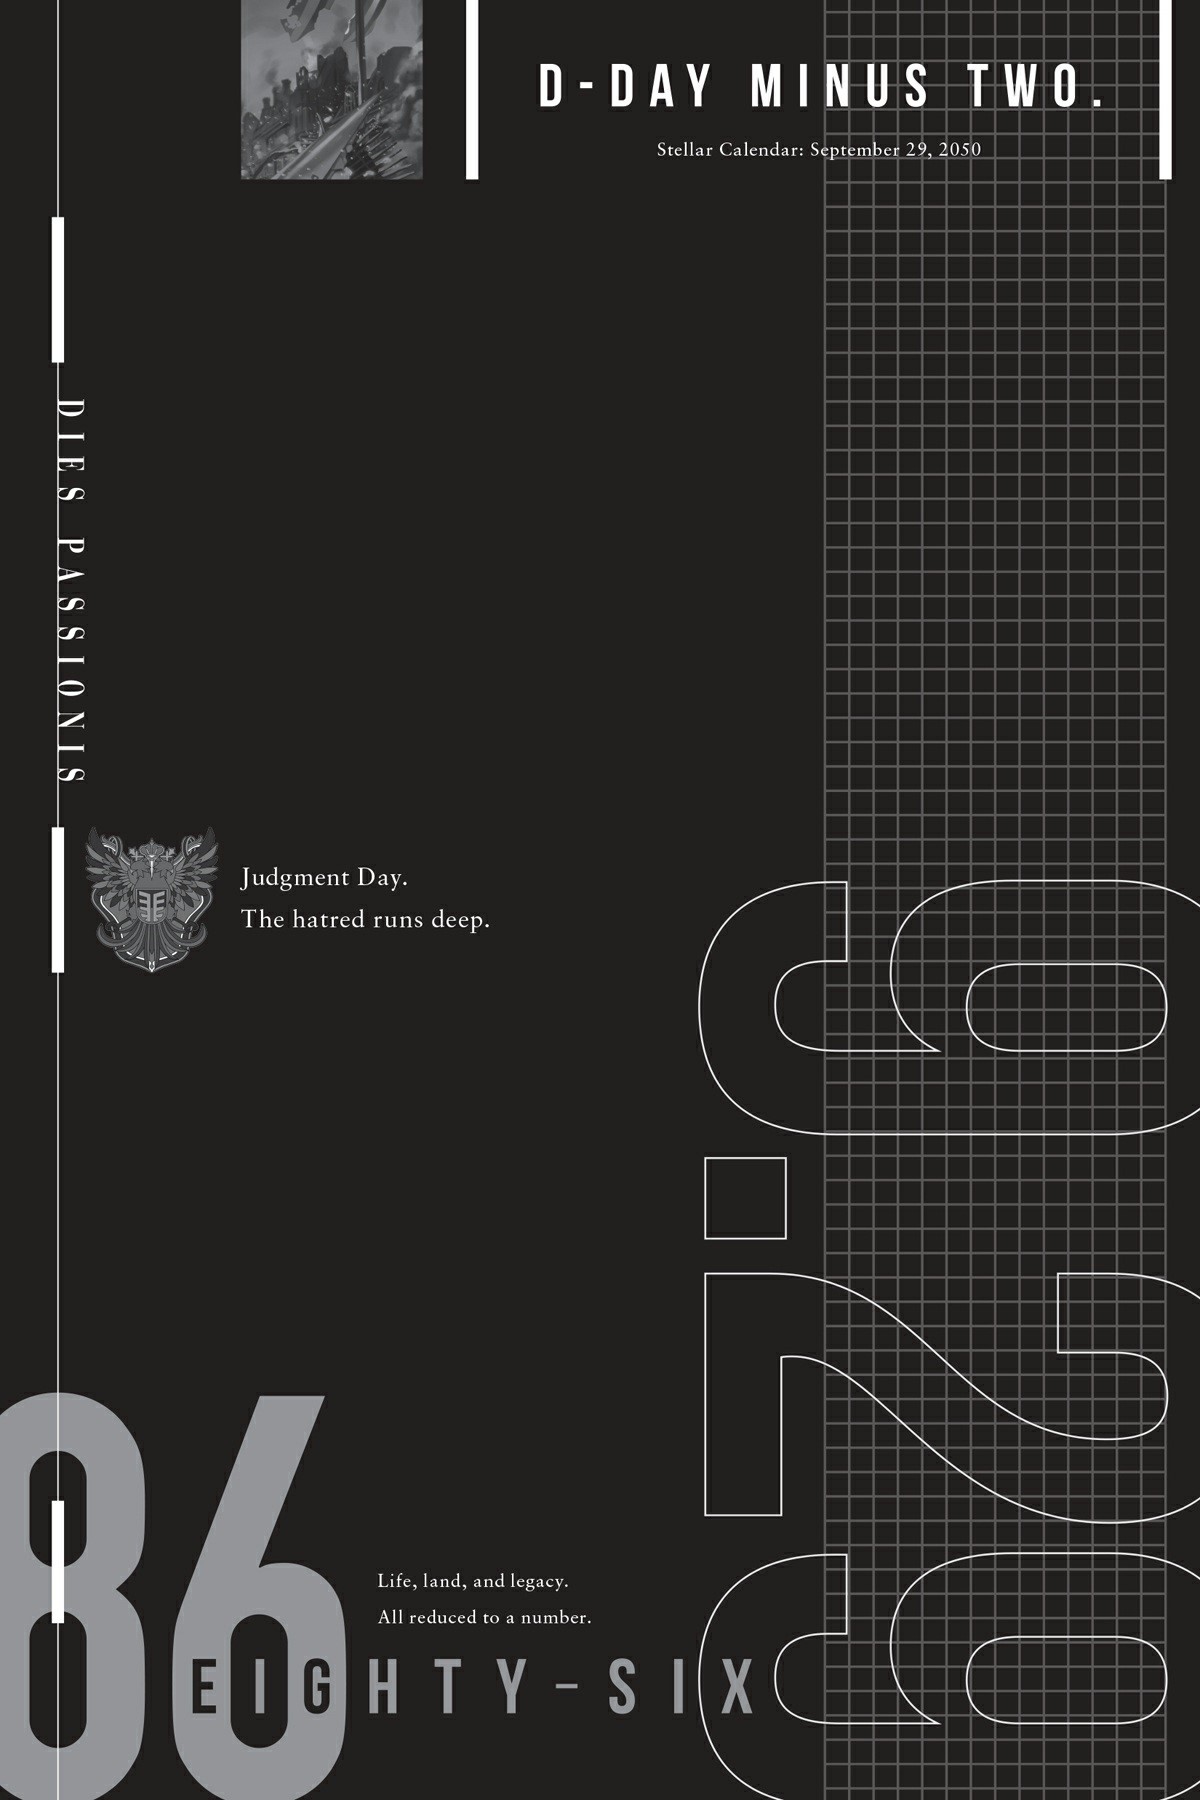 D-DAY MINUS TWO.
Stellar Calendar: September 29, 2050
DIES PASSIONIS
Judgment Day.
The hatred runs deep.
9.29
86
Life, land, and legacy.
All reduced to a number.
EIGHTY-SIX